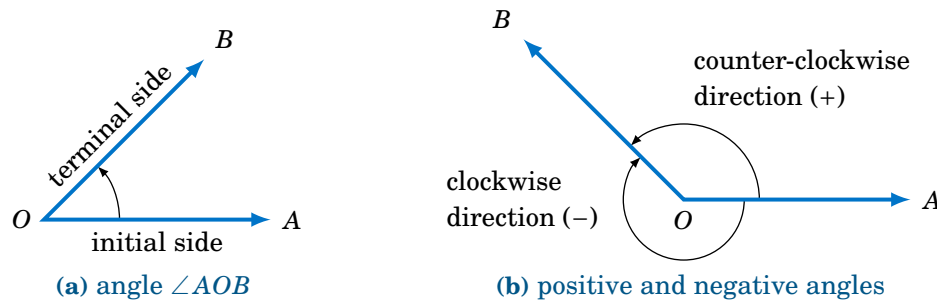 B
terminal side
O
A
initial side
(a) angle ∠AOB
B
counter-clockwise
direction (+)
clockwise
direction (−)
O
A
(b) positive and negative angles